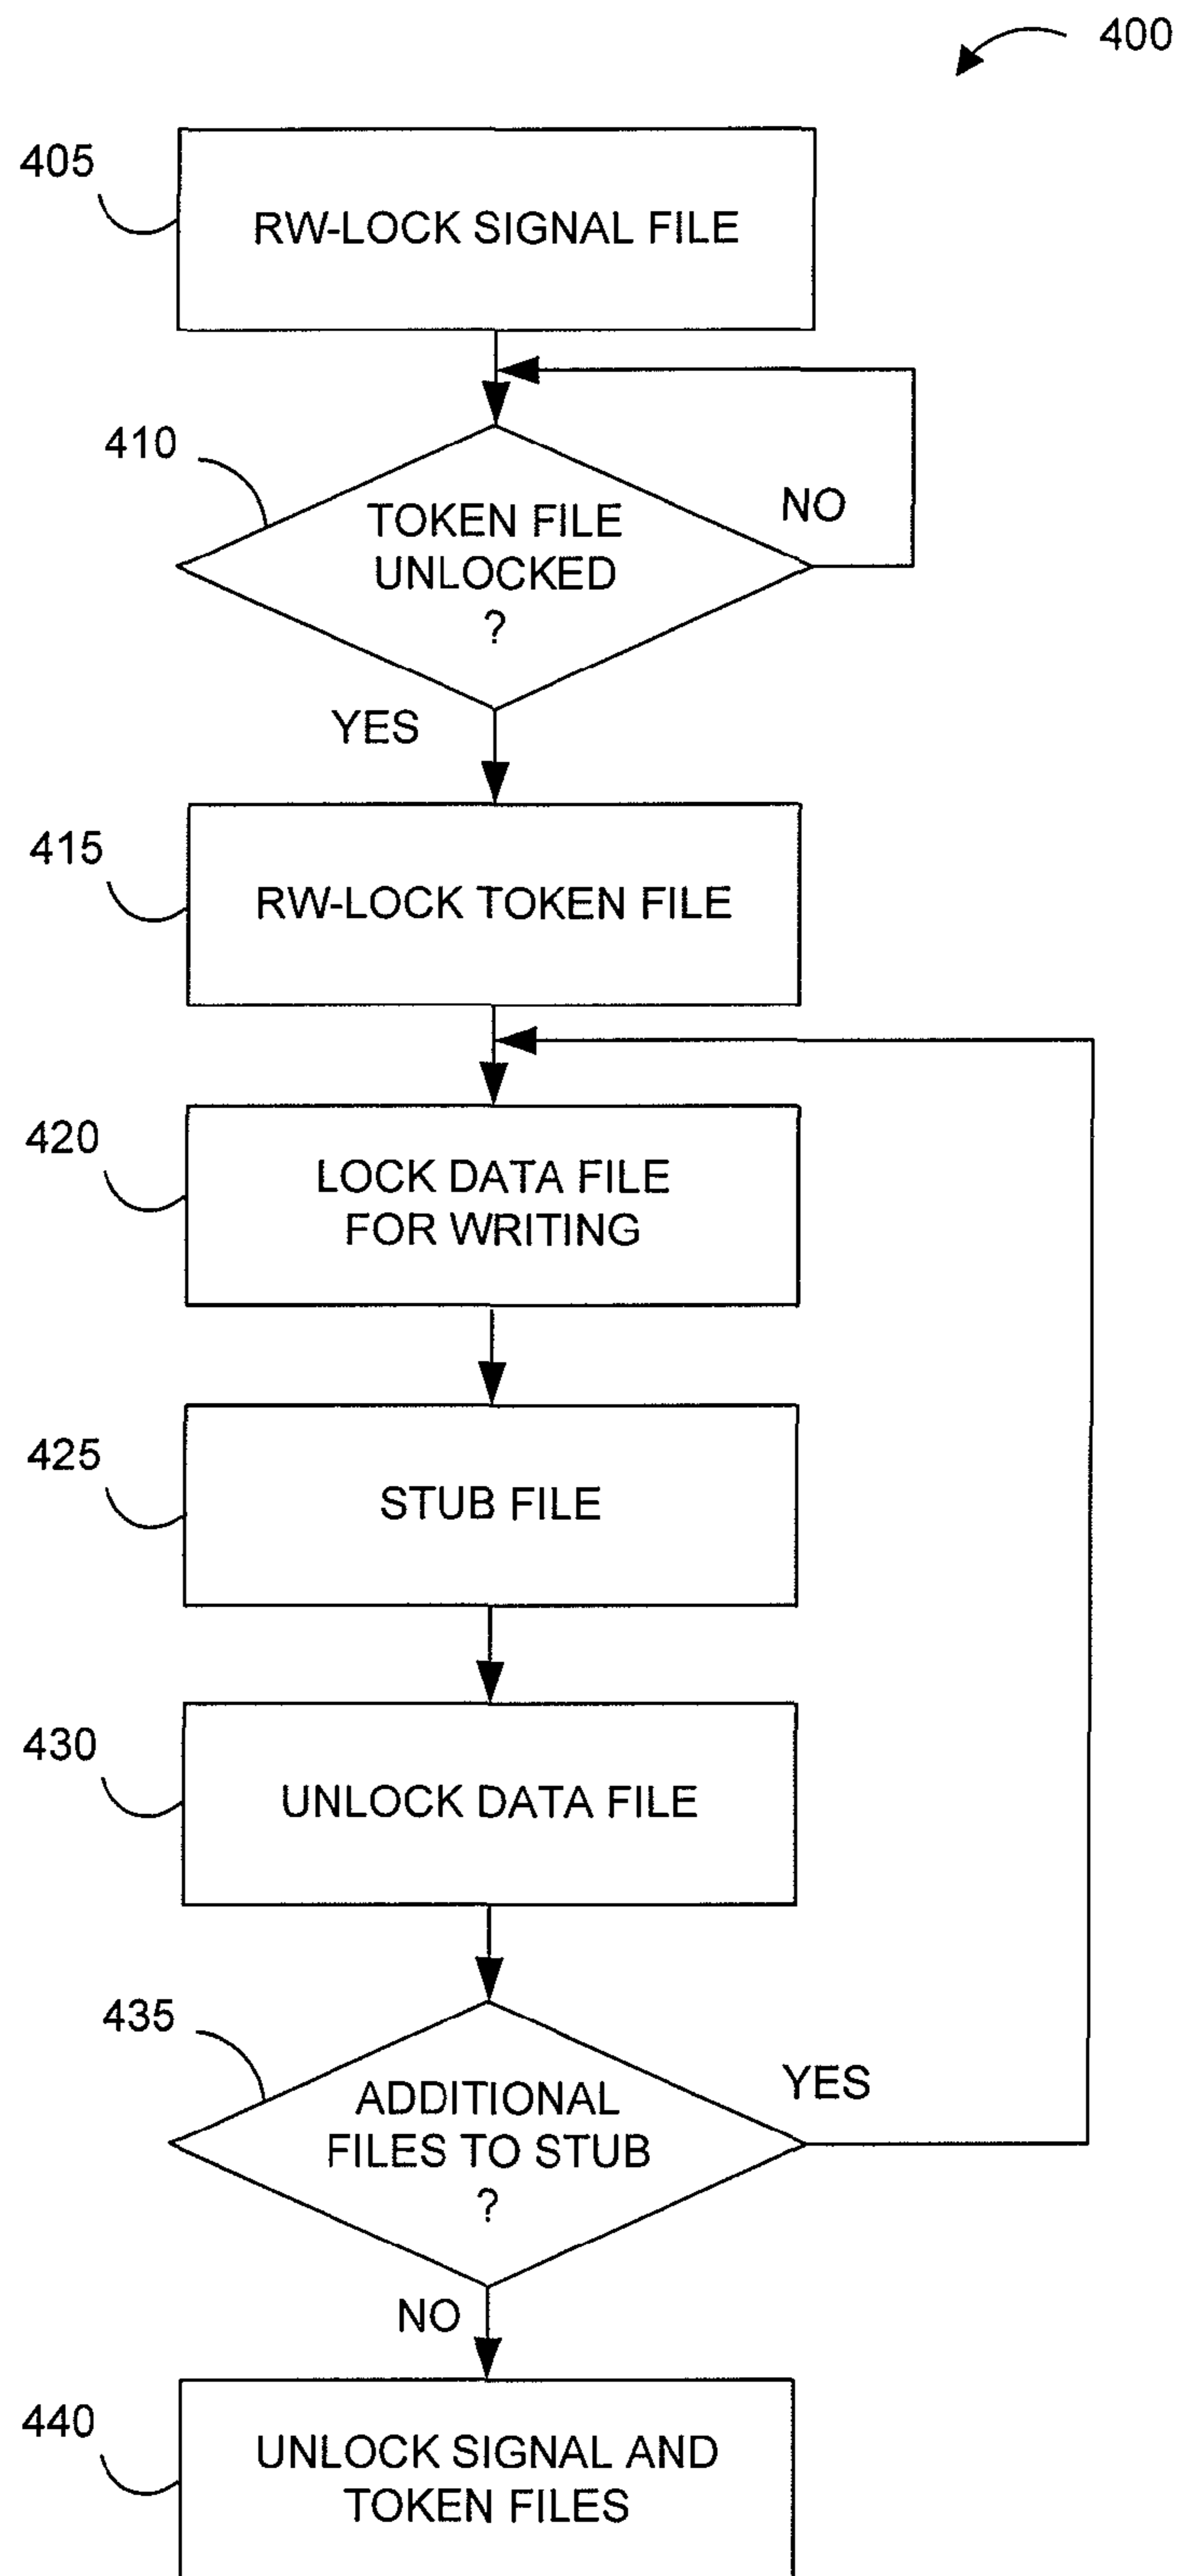 400
405
RW-LOCK SIGNAL FILE
410
TOKEN FILE
UNLOCKED
?
NO
YES
415
RW-LOCK TOKEN FILE
420
LOCK DATA FILE
FOR WRITING
425
STUB FILE
430
UNLOCK DATA FILE
435
ADDITIONAL
FILES TO STUB
?
YES
NO
440
UNLOCK SIGNAL AND
TOKEN FILES